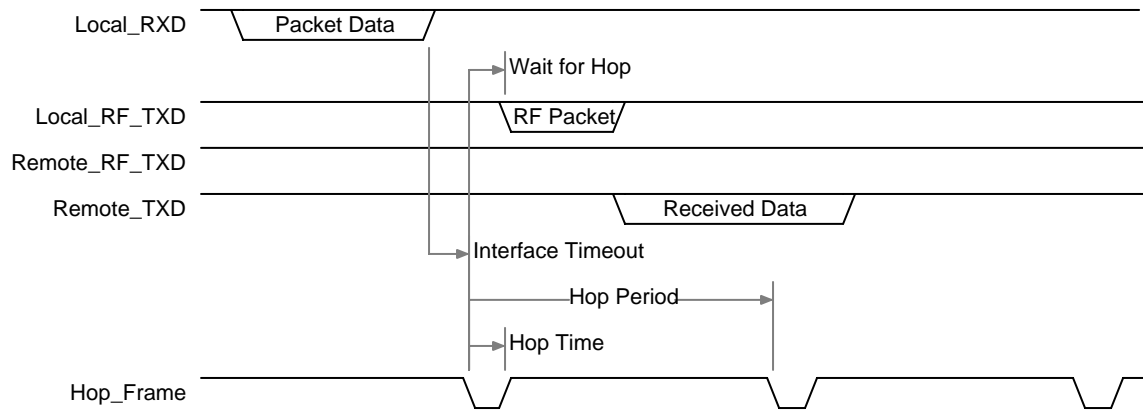 Local_RXD
Packet Data
Wait for Hop
Local_RF_TXD
RF Packet
Remote_RF_TXD
Remote_TXD
Received Data
Interface Timeout
Hop Period
Hop Time
Hop_Frame